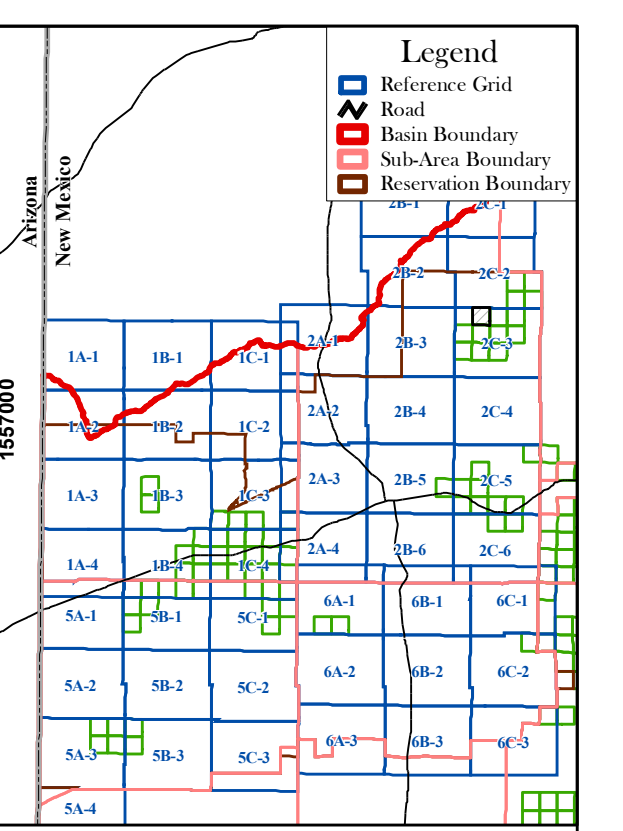 Legend
Reference Grid
Road
Basin Boundary
Sub-Area Boundary
Reservation Boundary
Arizona
New Mexico
1557000
2B-1 2C-1
2B-2 2C-2
1A-1 1B-1 1C-1 2A-1 2B-3 2C-3
1A-2 1B-2 1C-2 2A-2 2B-4 2C-4
1A-3 1B-3 1C-3 2A-3 2B-5 2C-5
1A-4 1B-4 1C-4 2A-4 2B-6 2C-6
5A-1 5B-1 5C-1 6A-1 6B-1 6C-1
5A-2 5B-2 5C-2 6A-2 6B-2 6C-2
5A-3 5B-3 5C-3 6A-3 6B-3 6C-3
5A-4